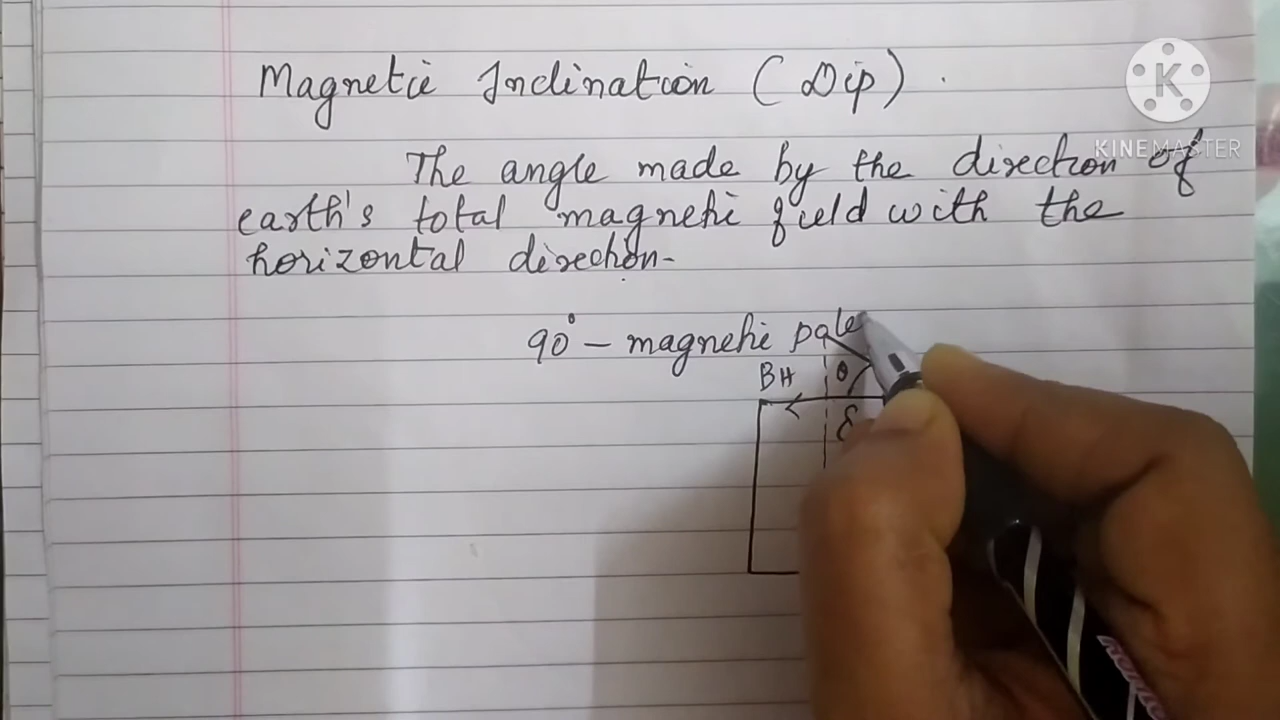 Magnetic Inclination (Dip).
The angle made by the direction of
earth's total magnetic field with the
horizontal direction-
90° – magnetic pole
BH θ
δ
K
KINEMASTER